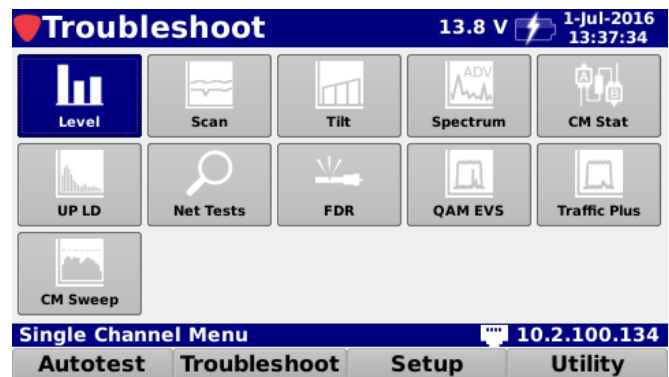 Troubleshoot 13.8 V 1-Jul-2016
13:37:34
ADV
A
B
Level Scan Tilt Spectrum CM Stat
UP LD Net Tests FDR QAM EVS Traffic Plus
CM Sweep
Single Channel Menu 10.2.100.134
Autotest Troubleshoot Setup Utility